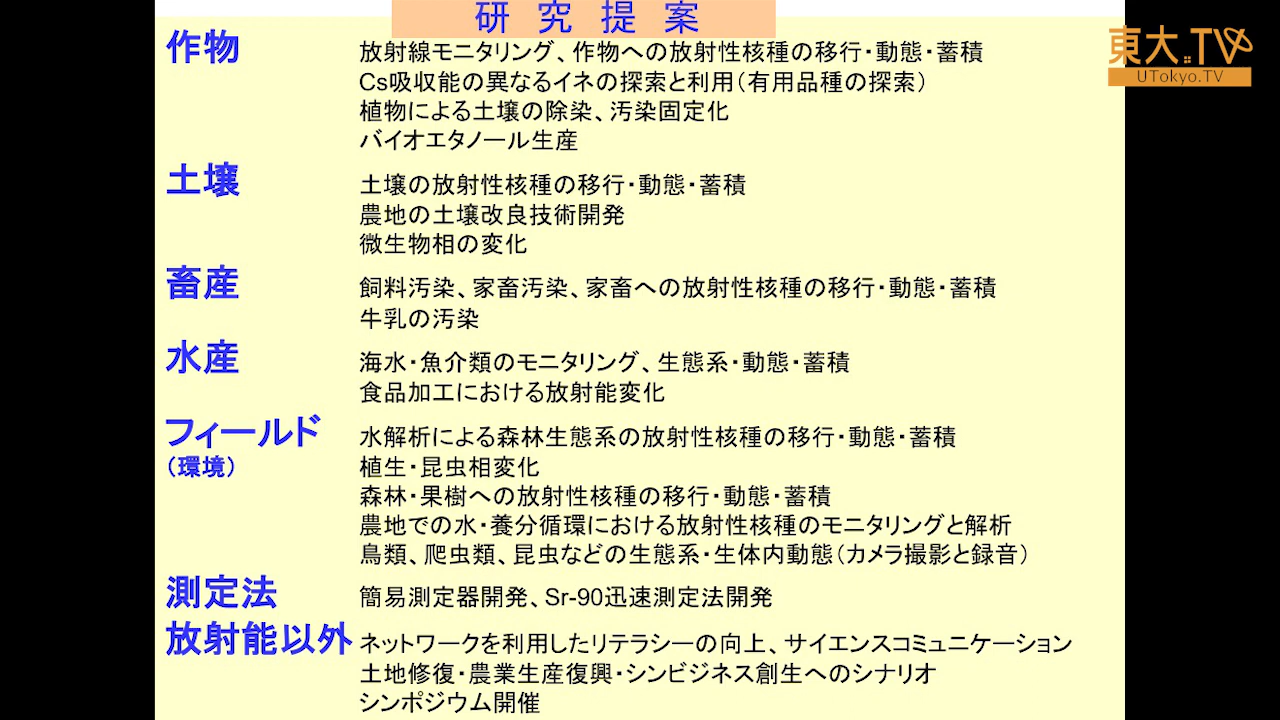 研究提案
東大.TV
UTokyo.TV
作物
放射線モニタリング、作物への放射性核種の移行・動態・蓄積
Cs吸収能の異なるイネの探索と利用(有用品種の探索)
植物による土壌の除染、汚染固定化
バイオエタノール生産
土壌
土壌の放射性核種の移行・動態・蓄積
農地の土壌改良技術開発
微生物相の変化
畜産
飼料汚染、家畜汚染、家畜への放射性核種の移行・動態・蓄積
牛乳の汚染
水産
海水・魚介類のモニタリング、生態系・動態・蓄積
食品加工における放射能変化
フィールド
(環境)
水解析による森林生態系の放射性核種の移行・動態・蓄積
植生・昆虫相変化
森林・果樹への放射性核種の移行・動態・蓄積
農地での水・養分循環における放射性核種のモニタリングと解析
鳥類、爬虫類、昆虫などの生態系・生体内動態(カメラ撮影と録音)
測定法
簡易測定器開発、Sr-90迅速測定法開発
放射能以外
ネットワークを利用したリテラシーの向上、サイエンスコミュニケーション
土地修復・農業生産復興・シンビジネス創生へのシナリオ
シンポジウム開催